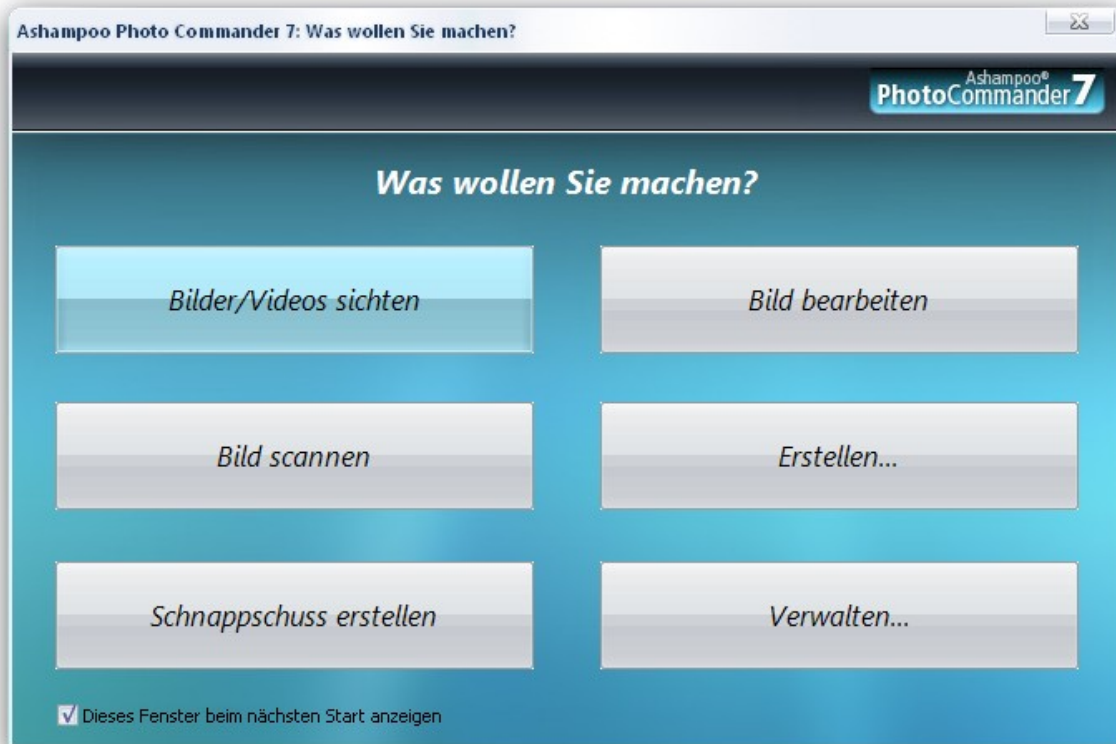 Ashampoo Photo Commander 7: Was wollen Sie machen?
Ashampoo®
PhotoCommander 7
Was wollen Sie machen?
Bilder/Videos sichten
Bild bearbeiten
Bild scannen
Erstellen...
Schnappschuss erstellen
Verwalten...
Dieses Fenster beim nächsten Start anzeigen